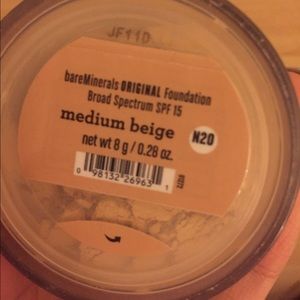 JF11D
bareMinerals ORIGINAL Foundation
Broad Spectrum SPF 15
medium beige
N20
net wt 8 g / 0.28 oz.
0 98132 26963 1